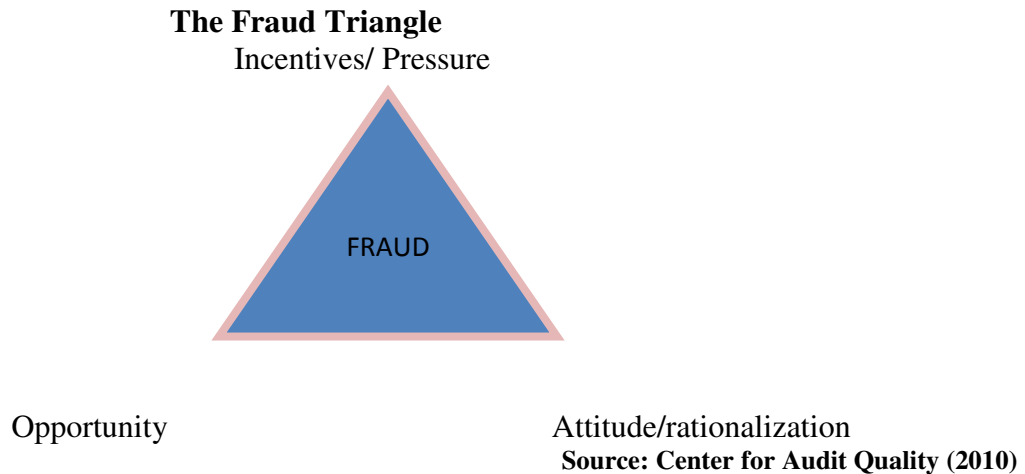 The Fraud Triangle
Incentives/ Pressure
FRAUD
Opportunity Attitude/rationalization
Source: Center for Audit Quality (2010)